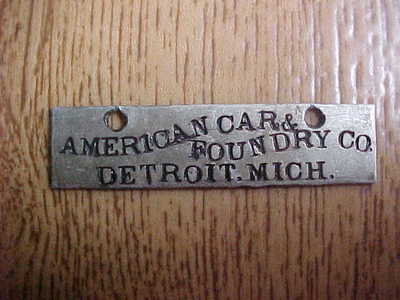 AMERICAN CAR &
FOUNDRY CO.
DETROIT. MICH.